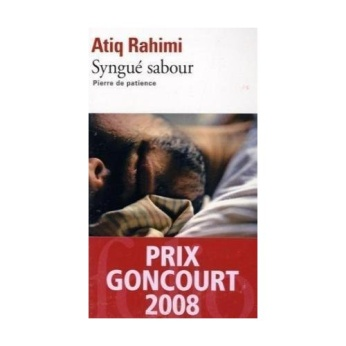 Atiq Rahimi
Syngué sabour
Pierre de patience
PRIX
GONCOURT
2008